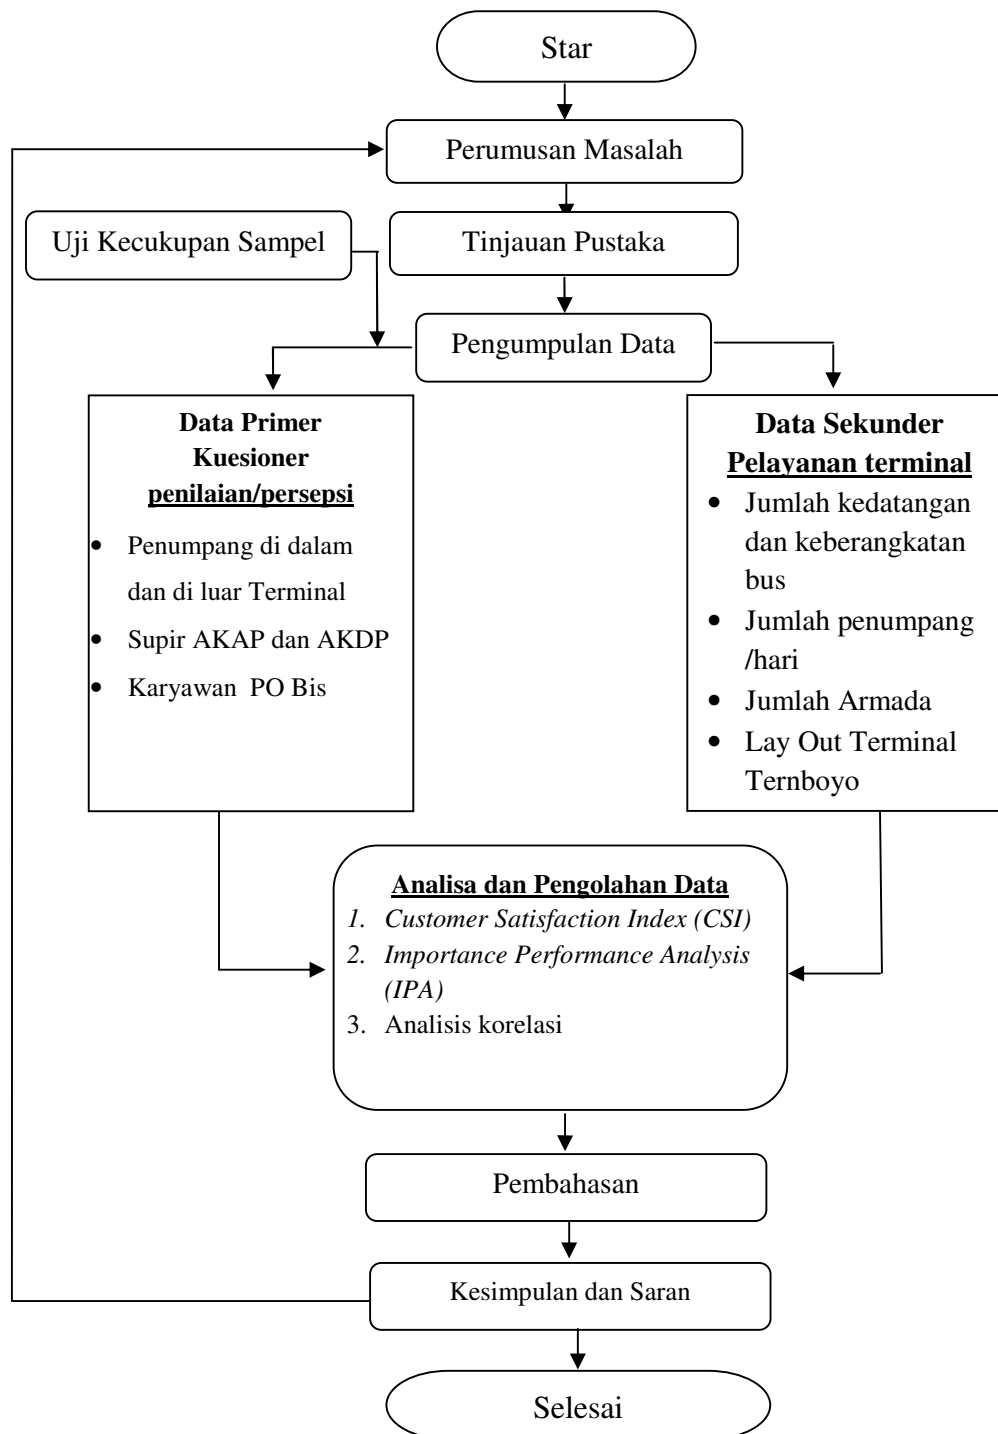 Star
Perumusan Masalah
Uji Kecukupan Sampel
Tinjauan Pustaka
Pengumpulan Data
Data Primer
Kuesioner
penilaian/persepsi
• Penumpang di dalam
dan di luar Terminal
• Supir AKAP dan AKDP
• Karyawan PO Bis
Data Sekunder
Pelayanan terminal
• Jumlah kedatangan
dan keberangkatan
bus
• Jumlah penumpang
/hari
• Jumlah Armada
• Lay Out Terminal
Ternboyo
Analisa dan Pengolahan Data
1. Customer Satisfaction Index (CSI)
2. Importance Performance Analysis
(IPA)
3. Analisis korelasi
Pembahasan
Kesimpulan dan Saran
Selesai